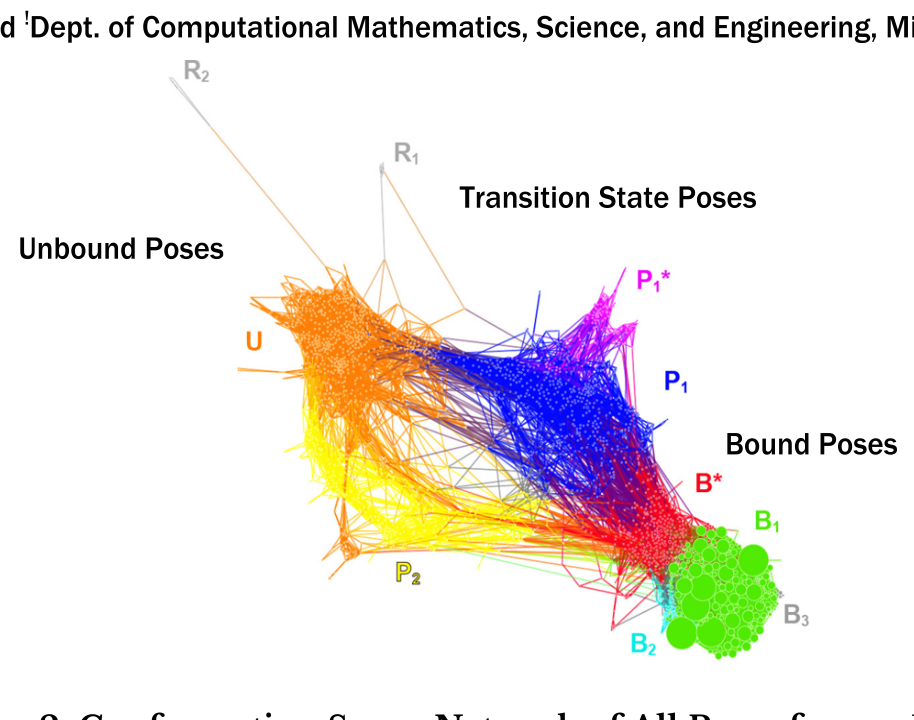 d !Dept. of Computational Mathematics, Science, and Engineering, Mi
R₂
R₁
Transition State Poses
Unbound Poses
P₁*
U
P₁
Bound Poses
B*
B₁
P₂
B₃
B₂